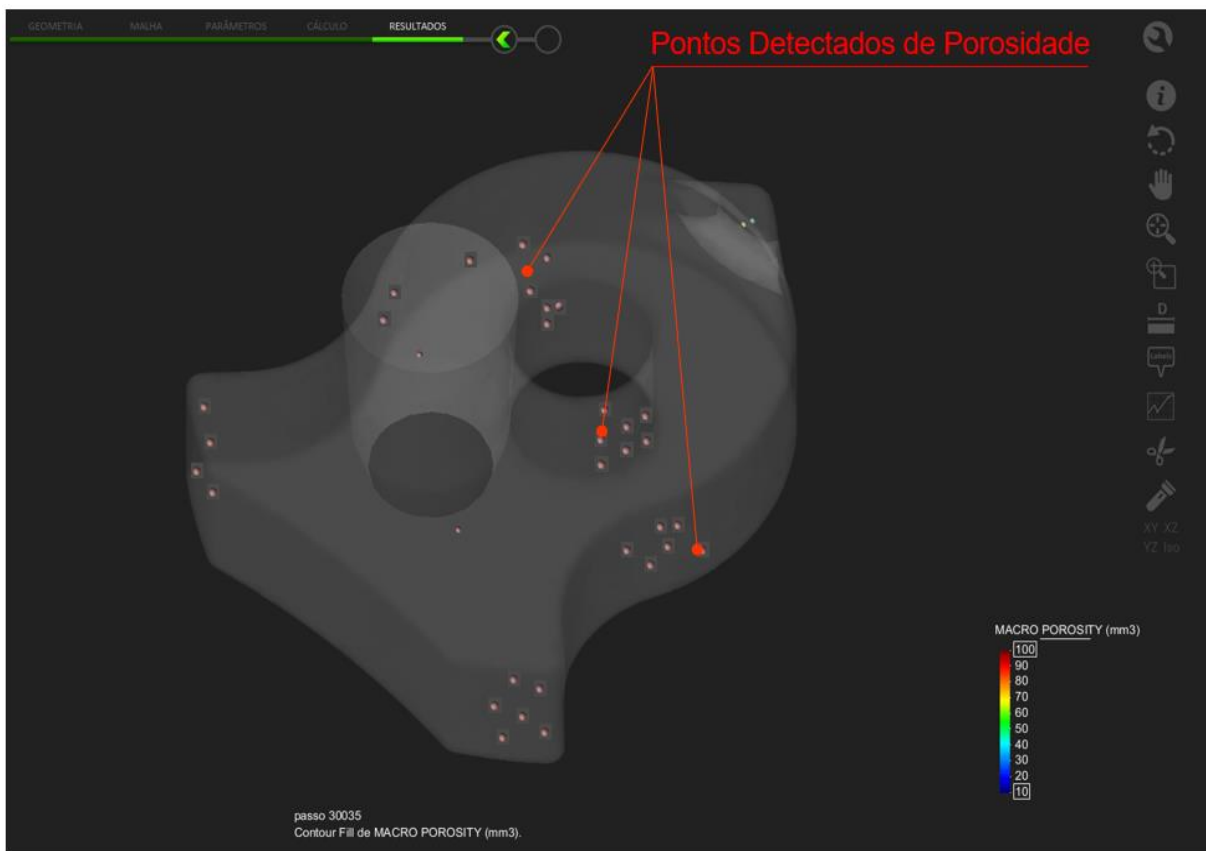 GEOMETRIA MALHA PARÂMETROS CÁLCULO RESULTADOS
Pontos Detectados de Porosidade
i
D
Labels
XY XZ
YZ Iso
MACRO POROSITY (mm3)
100
90
80
70
60
50
40
30
20
10
passo 30035
Contour Fill de MACRO POROSITY (mm3).